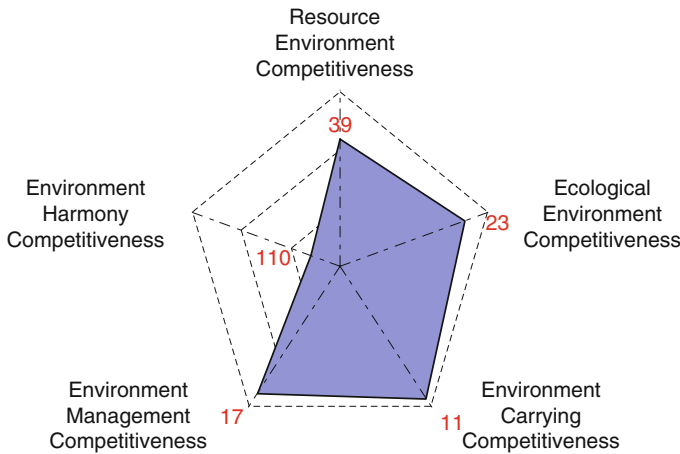 Resource
Environment
Competitiveness
39
Environment
Harmony
Competitiveness
110
Ecological
Environment
Competitiveness
23
Environment
Management
Competitiveness
17
Environment
Carrying
Competitiveness
11